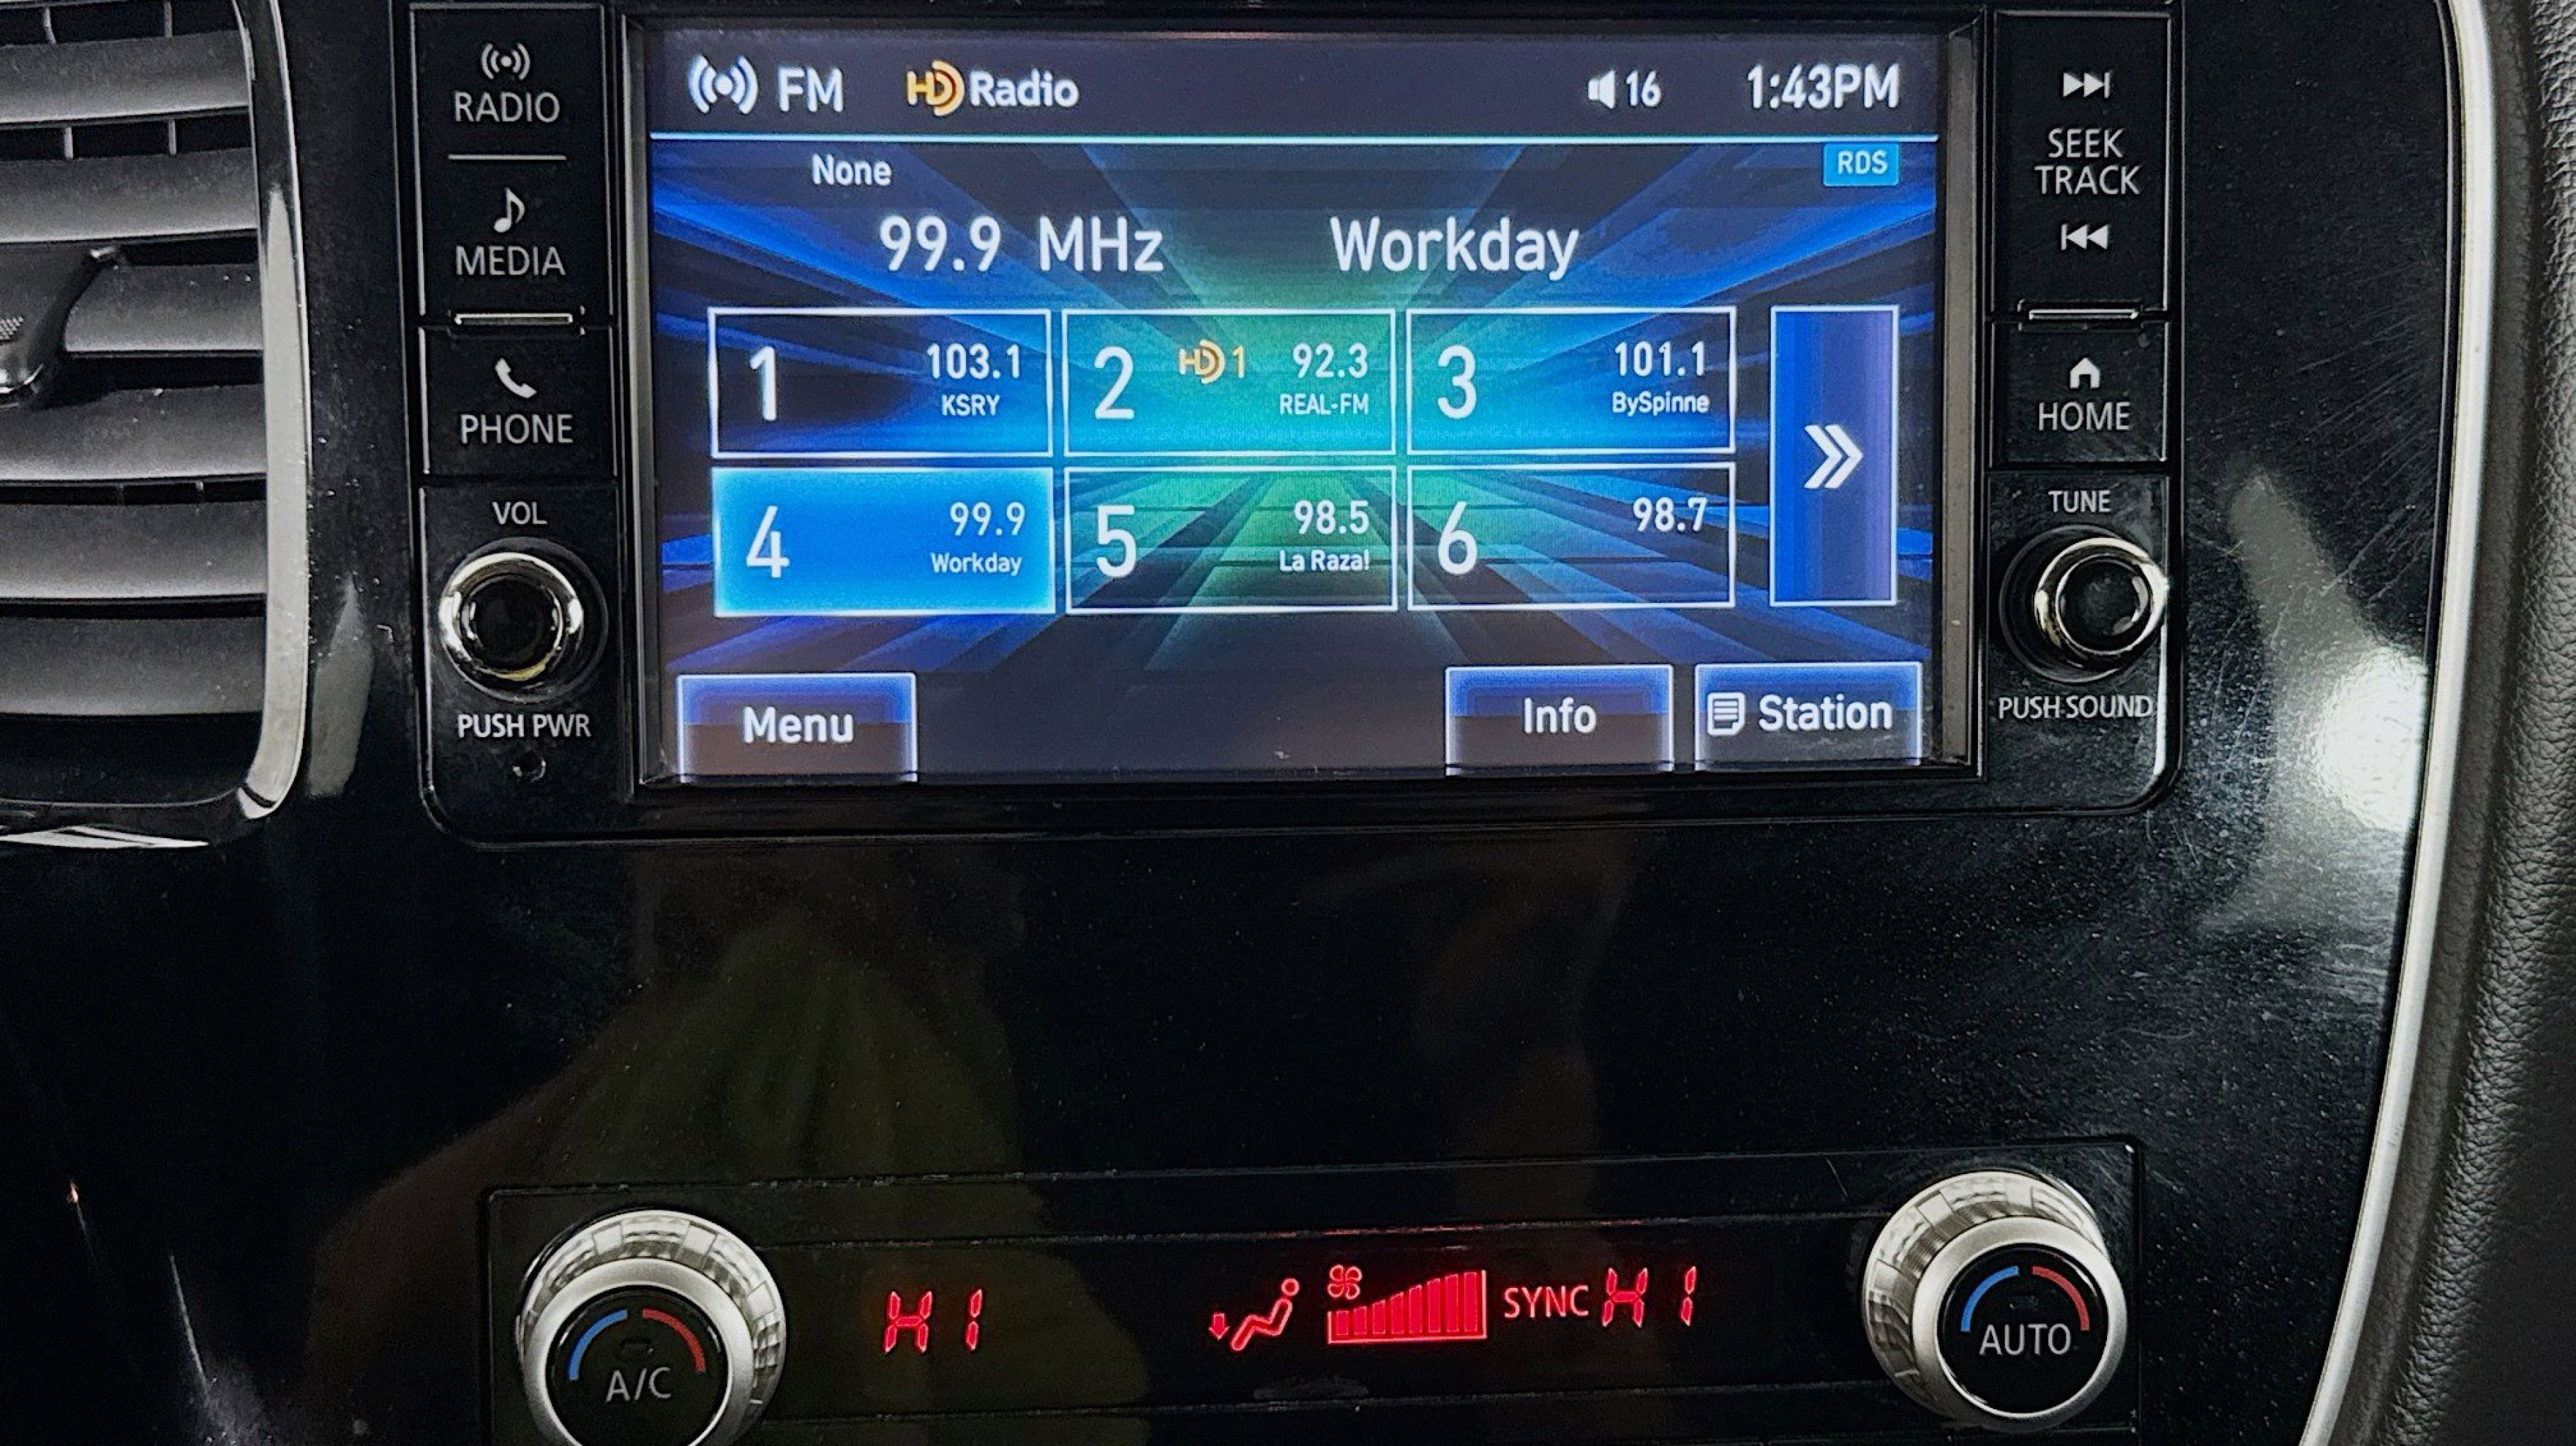 RADIO
MEDIA
PHONE
VOL
PUSH PWR
FM HD Radio 16 1:43PM
None RDS
99.9 MHz Workday
1 103.1
KSRY
2 HD 1 92.3
REAL-FM
3 101.1
BySpinne
4 99.9
Workday
5 98.5
La Raza!
6 98.7
Menu Info Station
SEEK
TRACK
HOME
TUNE
PUSH SOUND
A/C
HI SYNC HI
AUTO